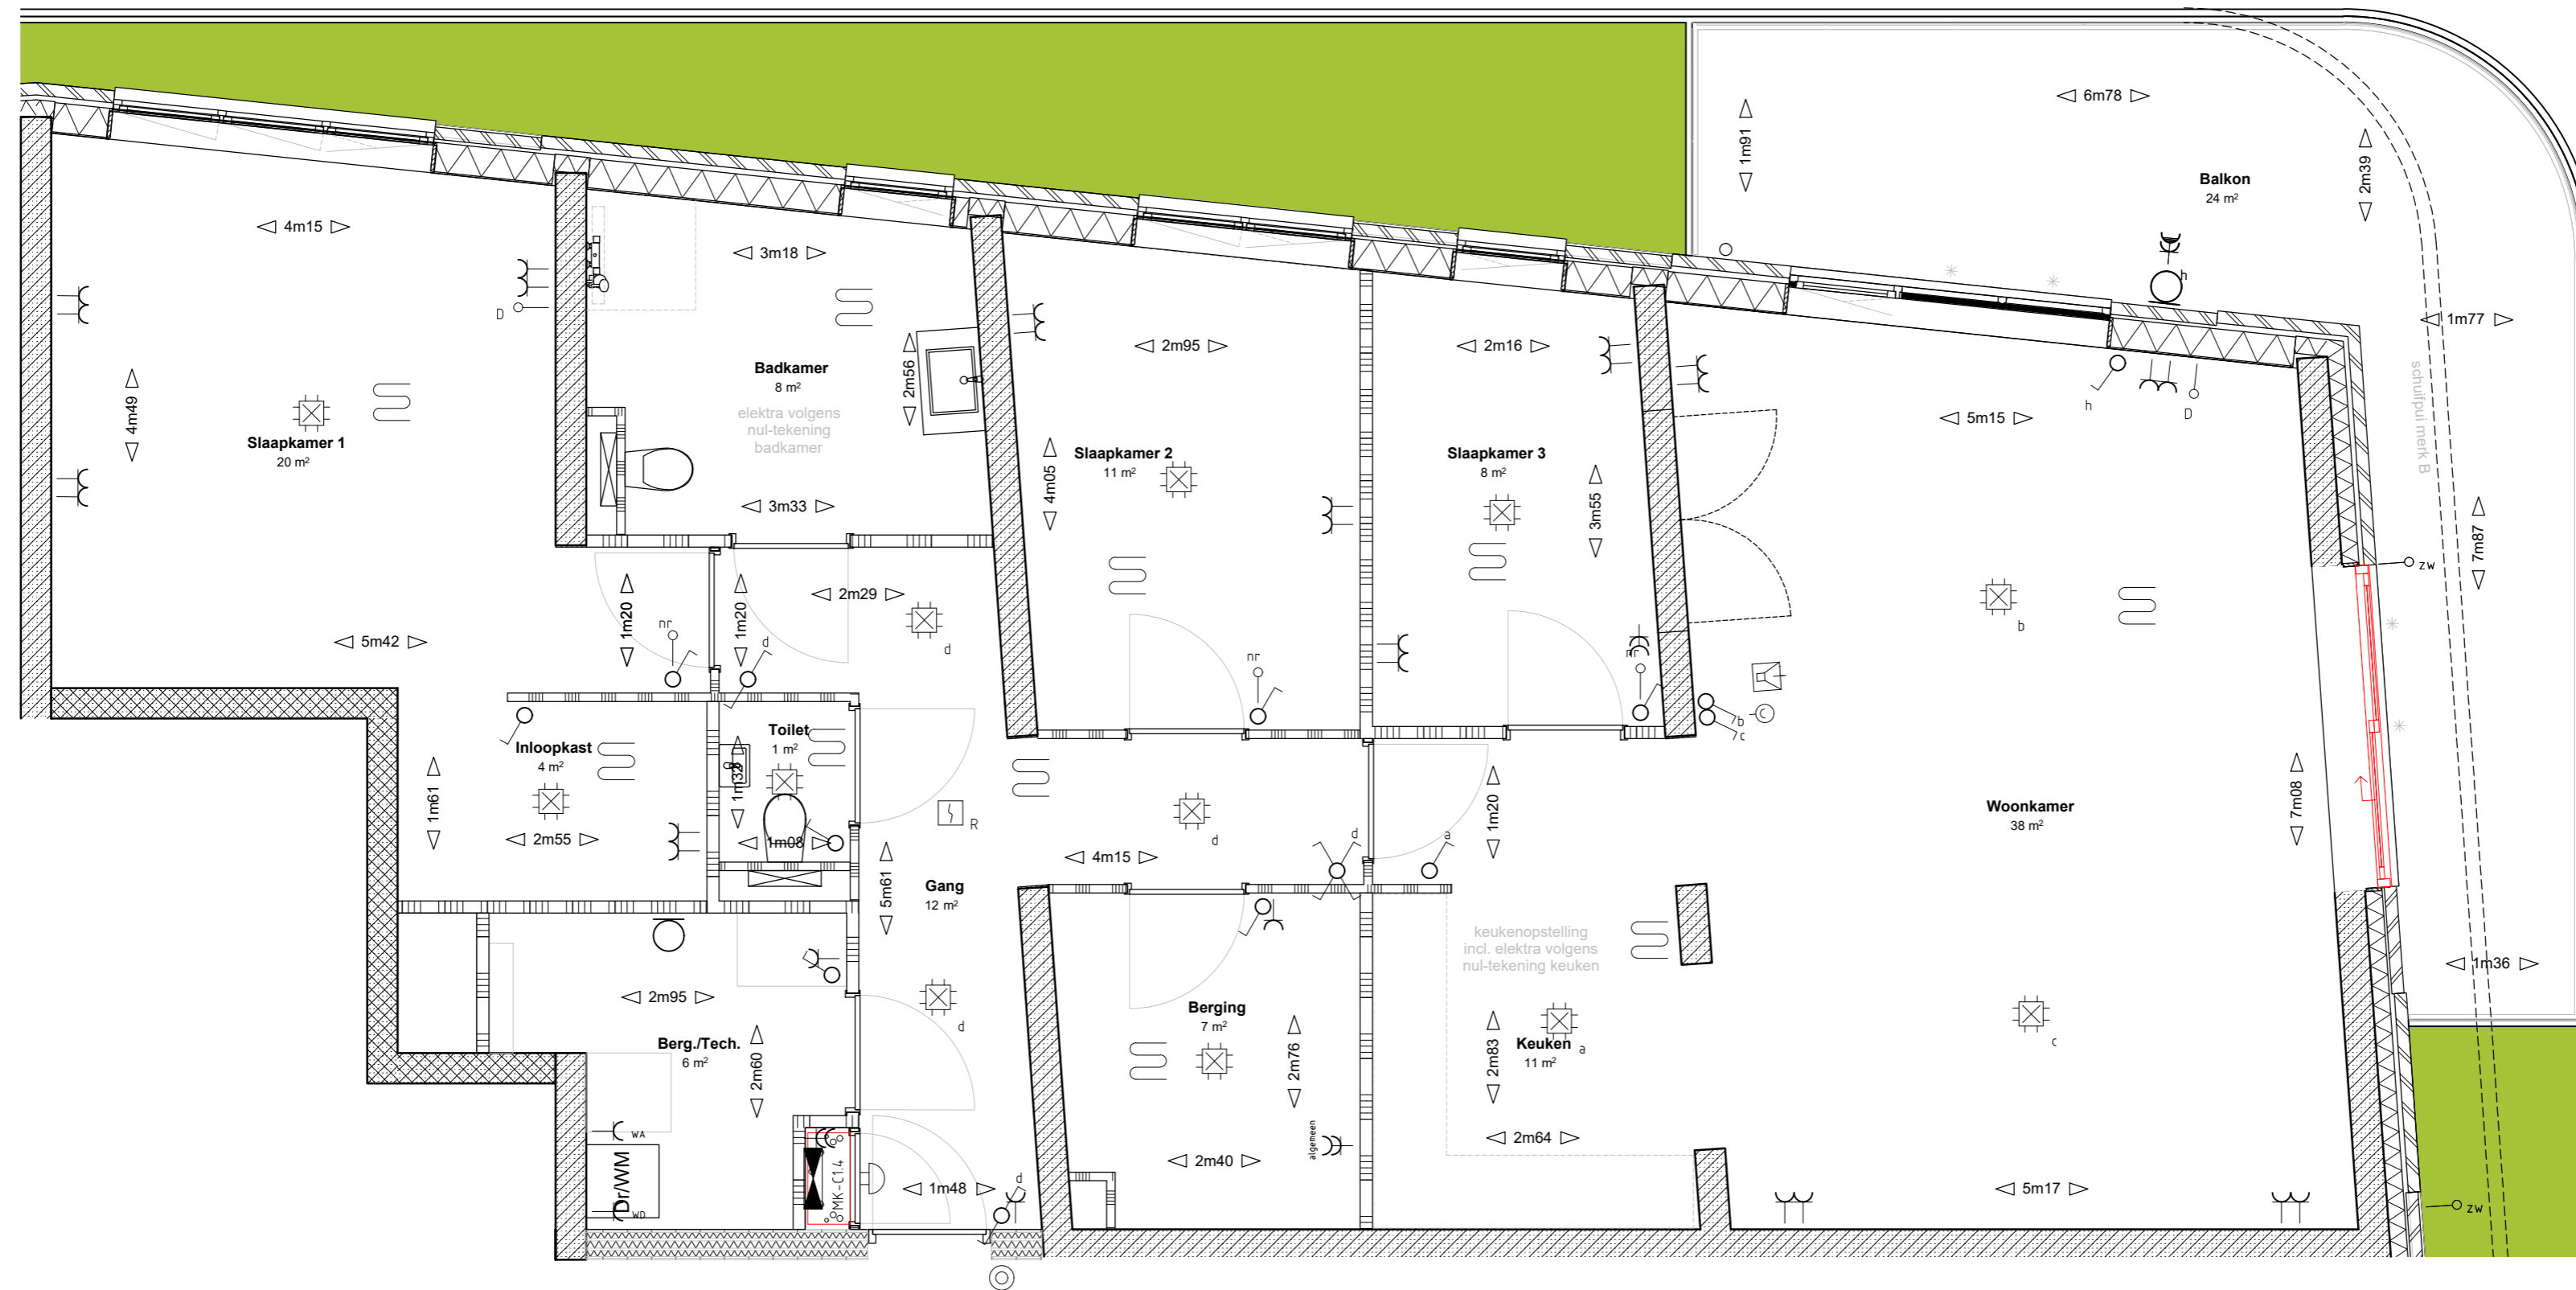 6m78
1m91
2m39
Balkon
24 m²
4m15
3m18
h
D
1m77
2m95
2m16
2m56
Badkamer
8 m²
4m49
elektra volgens
nul-tekening
badkamer
h
D
5m15
schuifpui merk B
Slaapkamer 1
20 m²
Slaapkamer 2
11 m²
Slaapkamer 3
8 m²
4m05
3m55
3m33
7m87
zw
2m29
1m20
1m20
nr
d
d
5m42
b
nr
nr
b
c
C
Toilet
1 m²
Inloopkast
4 m²
1m61
1m32
2m55
1m08
R
d
1m20
d
a
4m15
Woonkamer
38 m²
7m08
5m61
Gang
12 m²
keukenopstelling
incl. elektra volgens
nul-tekening keuken
1m36
2m95
Berging
7 m²
d
c
Berg./Tech.
6 m²
2m60
2m76
2m83
Keuken
11 m²
a
WA
Dr/WM
WD
MK-C1.4
algemeen
2m64
2m40
1m48
d
5m17
zw